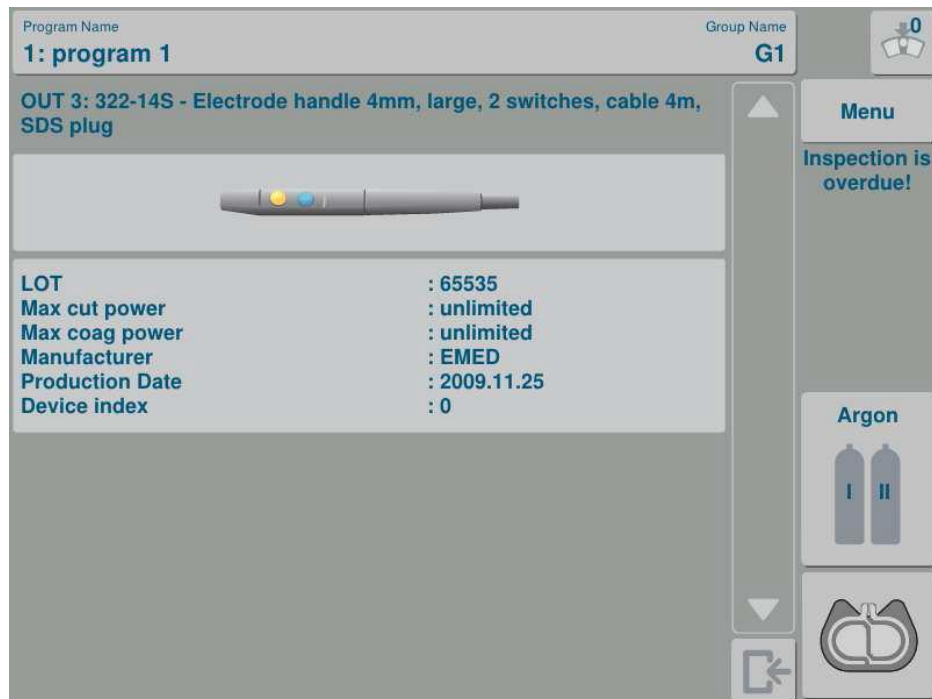 Program Name
Group Name
1: program 1
G1
0
OUT 3: 322-14S - Electrode handle 4mm, large, 2 switches, cable 4m,
SDS plug
Menu
Inspection is
overdue!
LOT : 65535
Max cut power : unlimited
Max coag power : unlimited
Manufacturer : EMED
Production Date : 2009.11.25
Device index : 0
Argon
I II